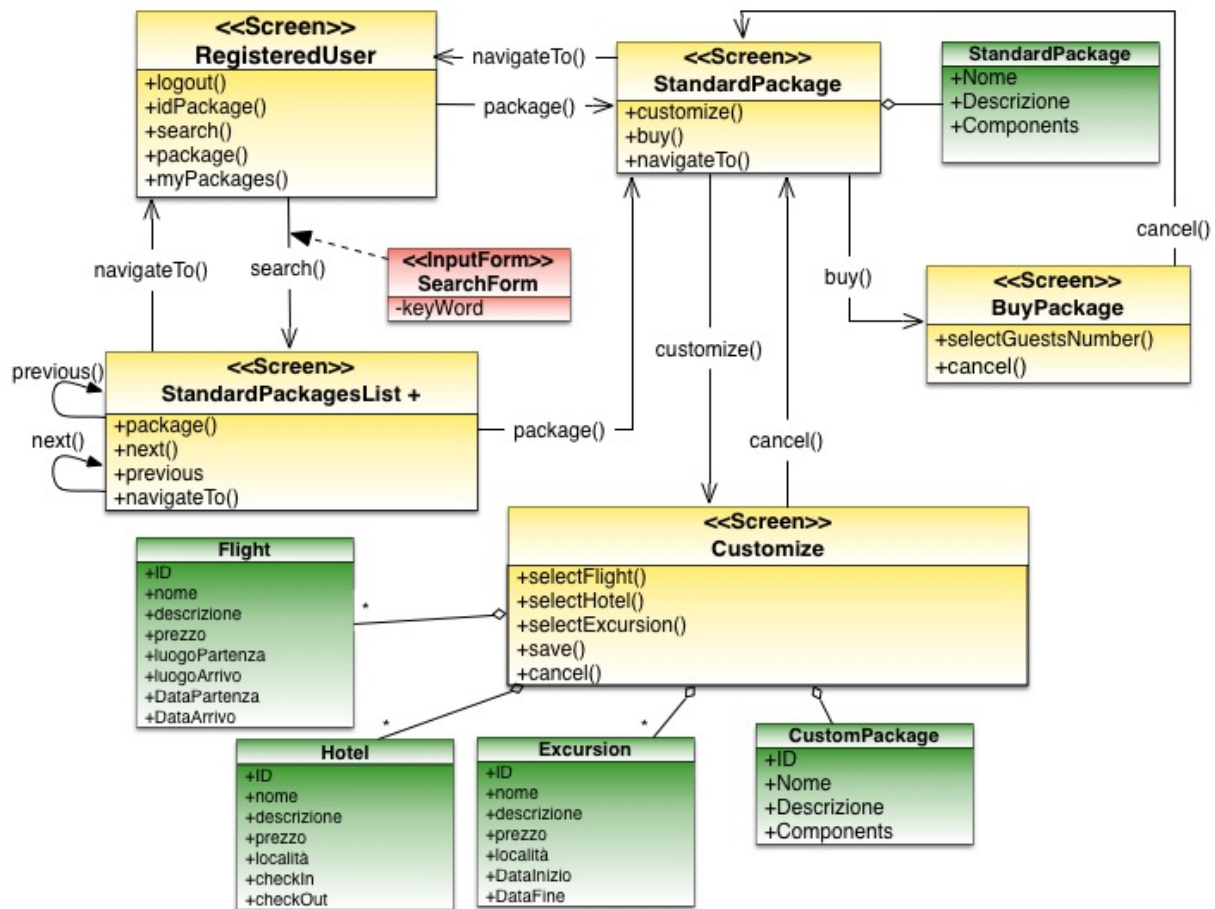 <<Screen>>
RegisteredUser
+logout()
+idPackage()
+search()
+package()
+myPackages()
navigateTo()
package()
<<Screen>>
StandardPackage
+customize()
+buy()
+navigateTo()
StandardPackage
+Nome
+Descrizione
+Components
cancel()
navigateTo()
search()
<<InputForm>>
SearchForm
-keyWord
buy()
<<Screen>>
BuyPackage
+selectGuestsNumber()
+cancel()
customize()
previous()
next()
<<Screen>>
StandardPackagesList +
+package()
+next()
+previous
+navigateTo()
package()
cancel()
<<Screen>>
Customize
+selectFlight()
+selectHotel()
+selectExcursion()
+save()
+cancel()
Flight
+ID
+nome
+descrizione
+prezzo
+luogoPartenza
+luogoArrivo
+DataPartenza
+DataArrivo
*
*
*
Hotel
+ID
+nome
+descrizione
+prezzo
+località
+checkIn
+checkOut
Excursion
+ID
+nome
+descrizione
+prezzo
+località
+DataInizio
+DataFine
CustomPackage
+ID
+Nome
+Descrizione
+Components